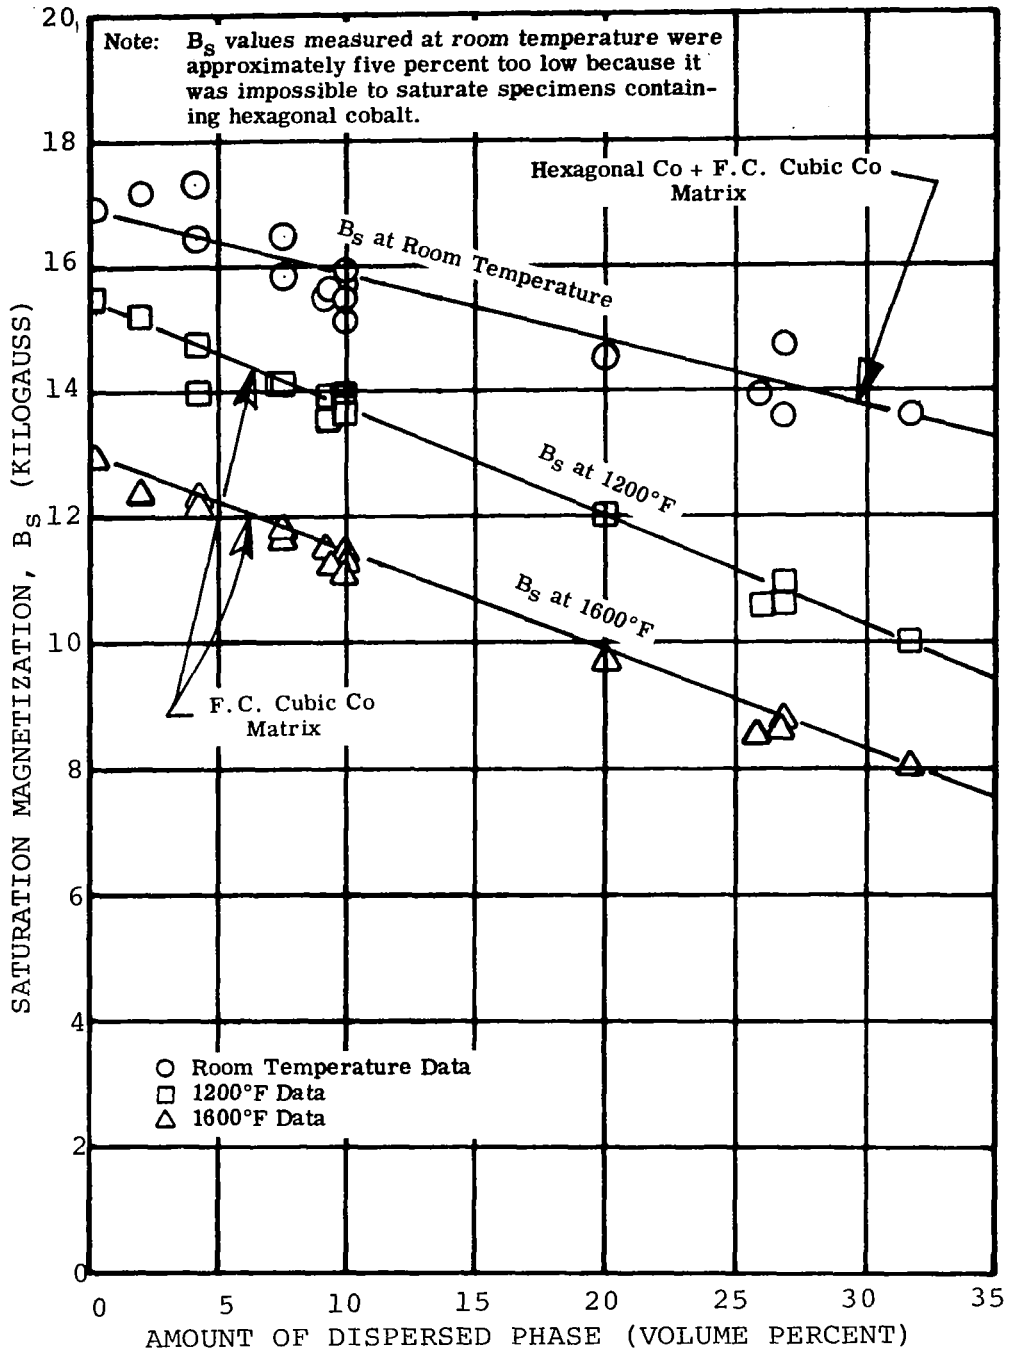 20
Note: Bs values measured at room temperature were
approximately five percent too low because it
was impossible to saturate specimens contain-
ing hexagonal cobalt.
18
Hexagonal Co + F.C. Cubic Co
Matrix
Bs at Room Temperature
16
14
Bs at 1200°F
12
Bs at 1600°F
10
F.C. Cubic Co
Matrix
8
6
4
○ Room Temperature Data
□ 1200°F Data
△ 1600°F Data
2
0
SATURATION MAGNETIZATION, Bs (KILOGAUSS)
0 5 10 15 20 25 30 35
AMOUNT OF DISPERSED PHASE (VOLUME PERCENT)